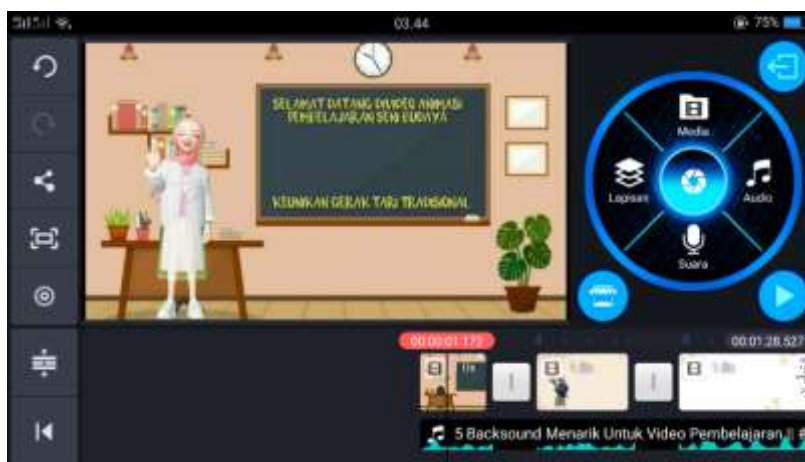 03.44
75%
SELAMAT DATANG DIVIDEO ANIMASI
PEMBELAJARAN SENI BUDAYA
KEUNIKAN GERAK TARI TRADISIONAL
Media
Lapisan
Audio
Suara
00:00:01.172
00:01:28.527
5 Backsound Menarik Untuk Video Pembelajaran